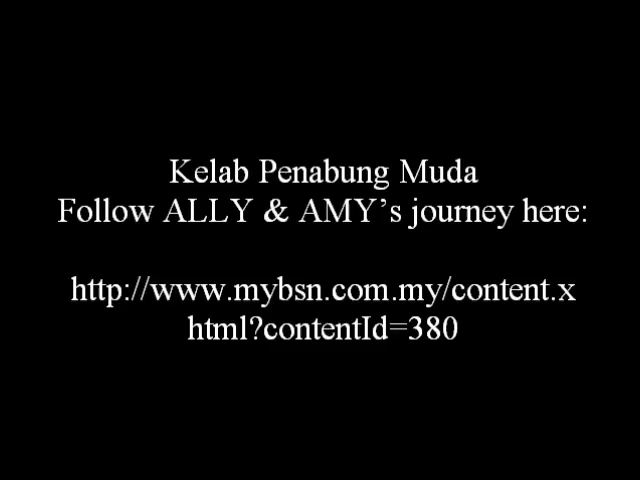 Kelab Penabung Muda
Follow ALLY & AMY's journey here:
http://www.mybsn.com.my/content.x
html?contentId=380